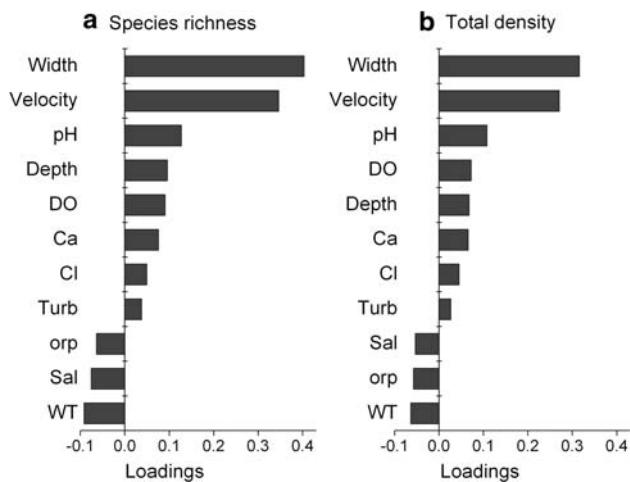 a Species richness
Width
Velocity
pH
Depth
DO
Ca
Cl
Turb
orp
Sal
WT
-0.1 0.0 0.1 0.2 0.3 0.4
Loadings
b Total density
Width
Velocity
pH
DO
Depth
Ca
Cl
Turb
Sal
orp
WT
-0.1 0.0 0.1 0.2 0.3 0.4
Loadings